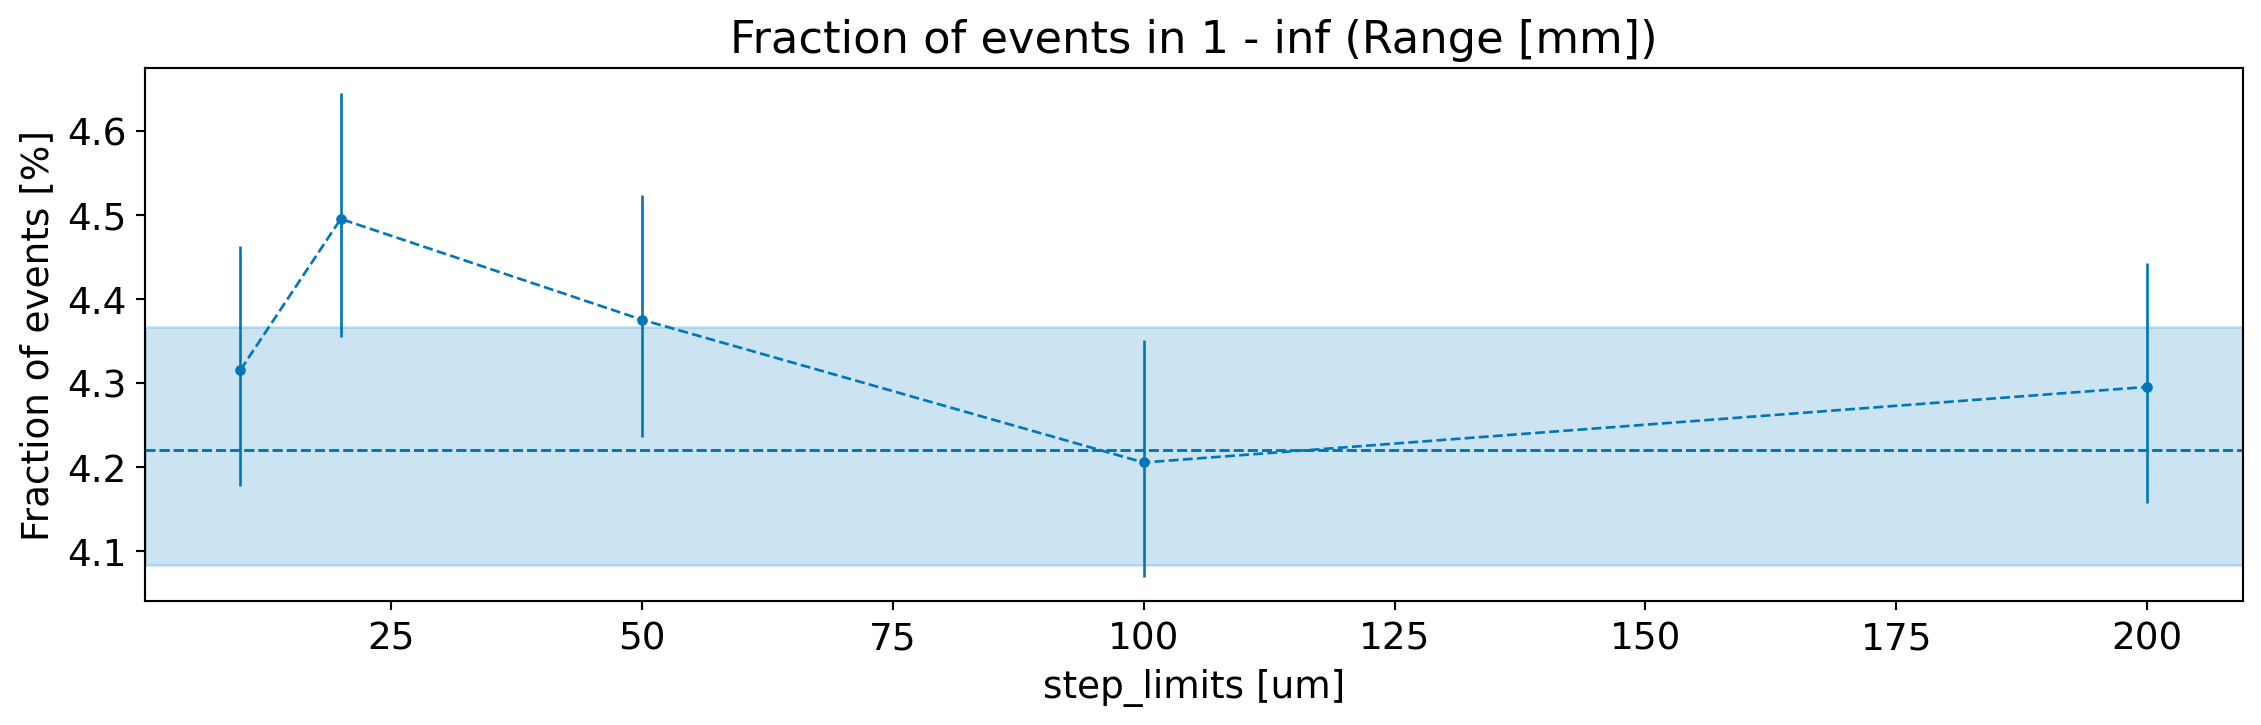 Fraction of events in 1 - inf (Range [mm])
Fraction of events [%]
4.6
4.5
4.4
4.3
4.2
4.1
25 50 75 100 125 150 175 200
step_limits [um]